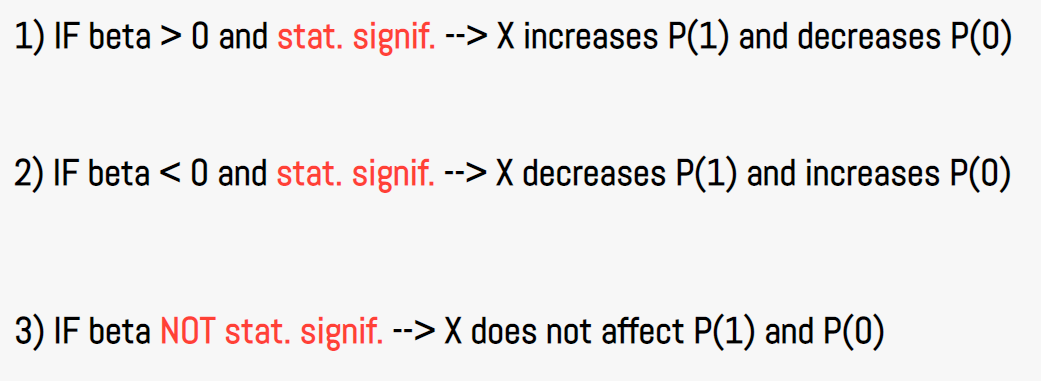 1) IF beta > 0 and stat. signif. --> X increases P(1) and decreases P(0)
2) IF beta < 0 and stat. signif. --> X decreases P(1) and increases P(0)
3) IF beta NOT stat. signif. --> X does not affect P(1) and P(0)